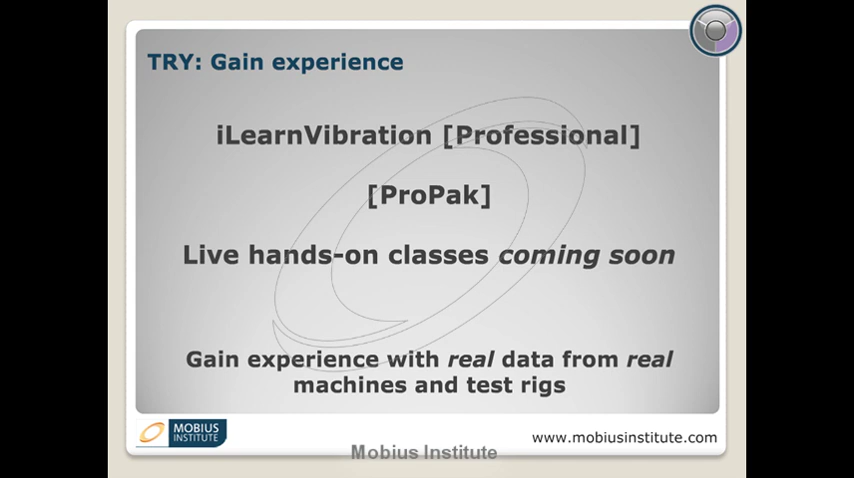 TRY: Gain experience
iLearnVibration [Professional]
[ProPak]
Live hands-on classes coming soon
Gain experience with real data from real
machines and test rigs
MOBIUS
INSTITUTE
www.mobiusinstitute.com
Mobius Institute